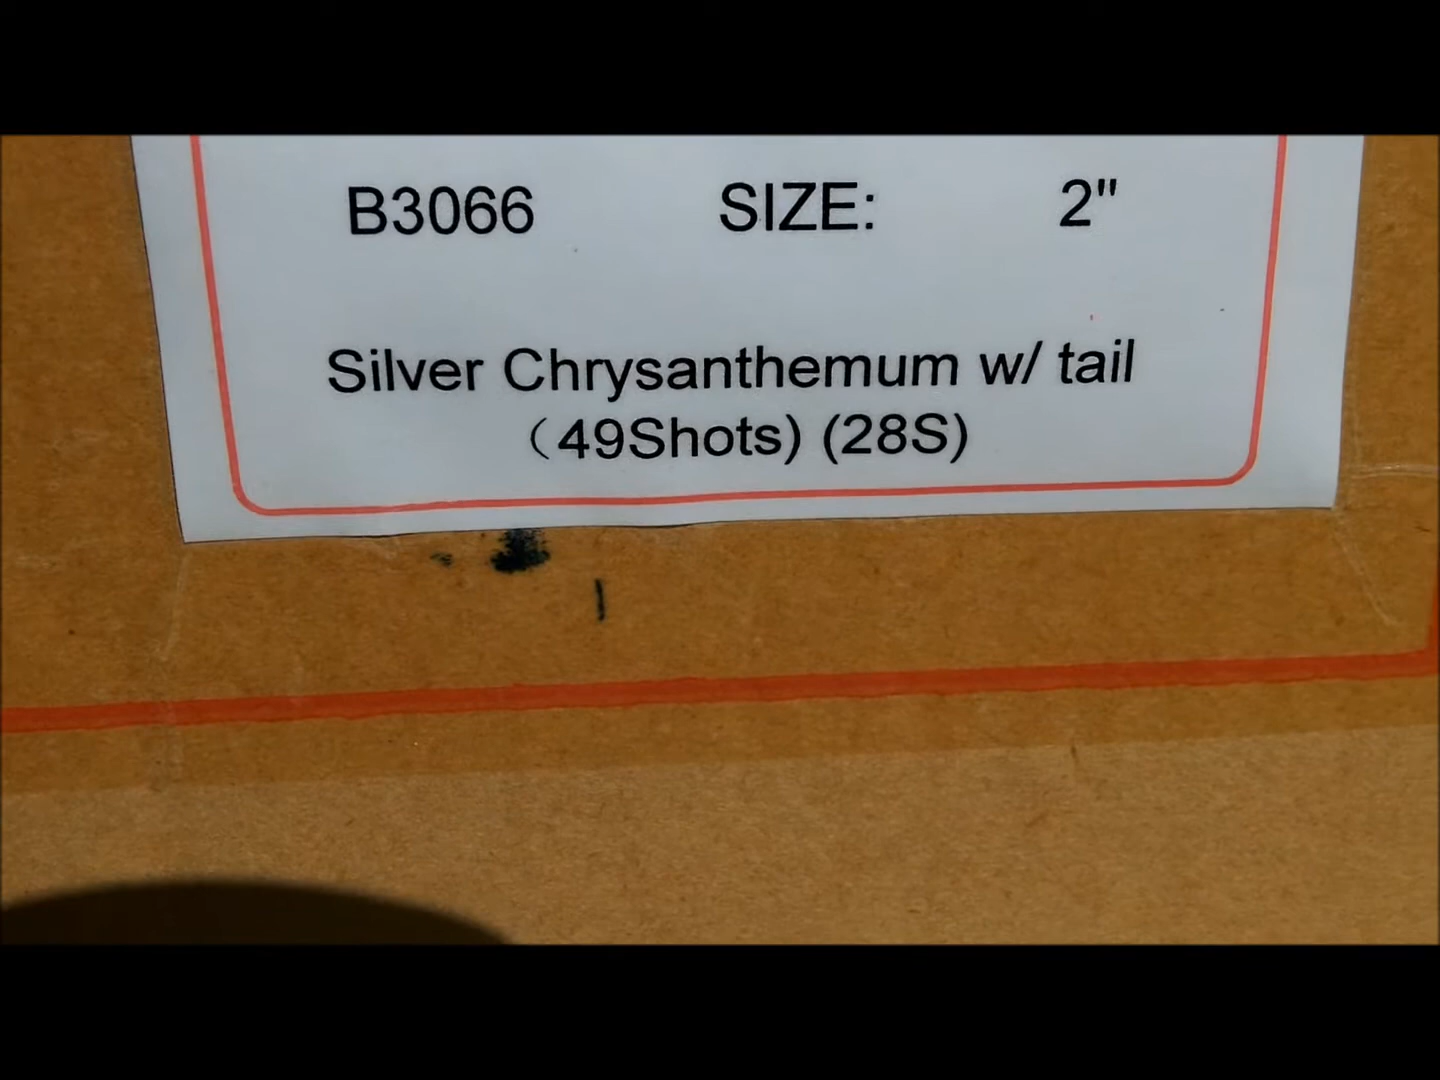 B3066 SIZE: 2"
Silver Chrysanthemum w/ tail
（49Shots) (28S)